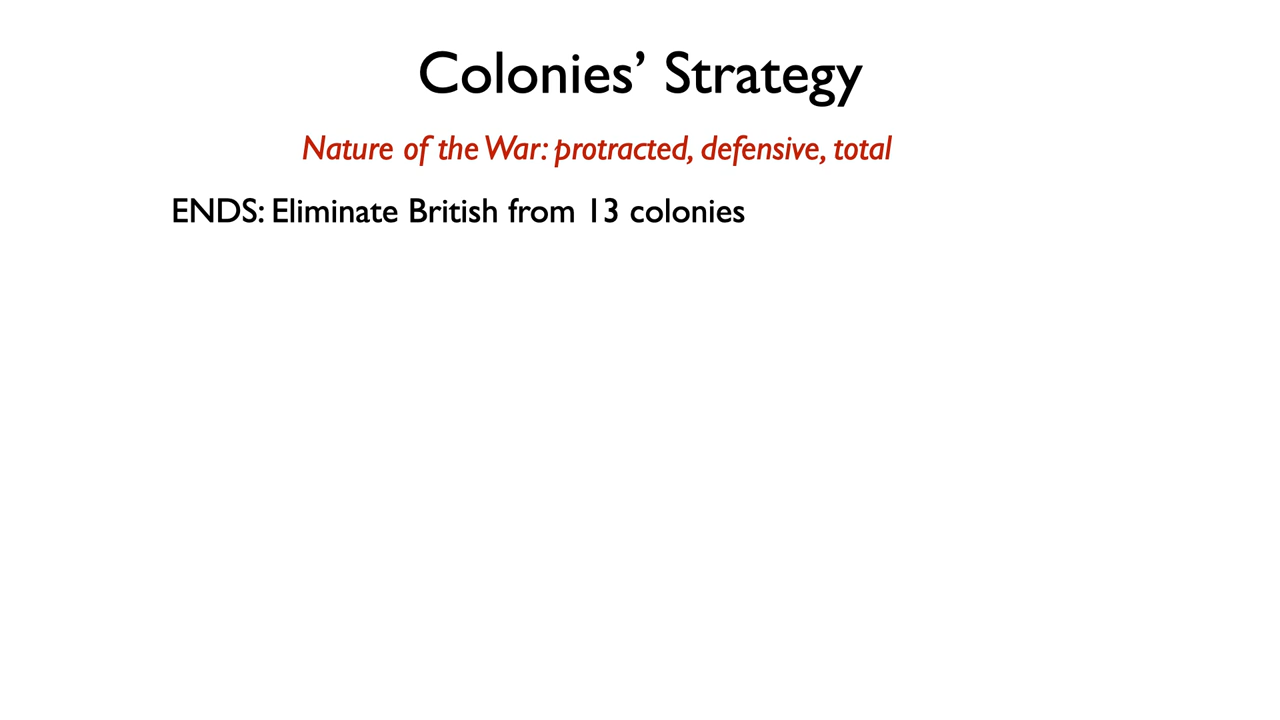 Colonies’ Strategy
Nature of the War: protracted, defensive, total
ENDS: Eliminate British from 13 colonies